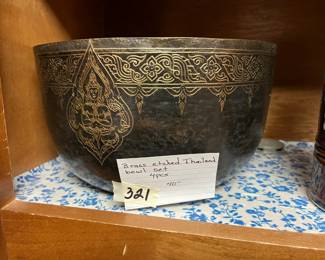 Brass etched Thailand
bowl set
4pcs
321